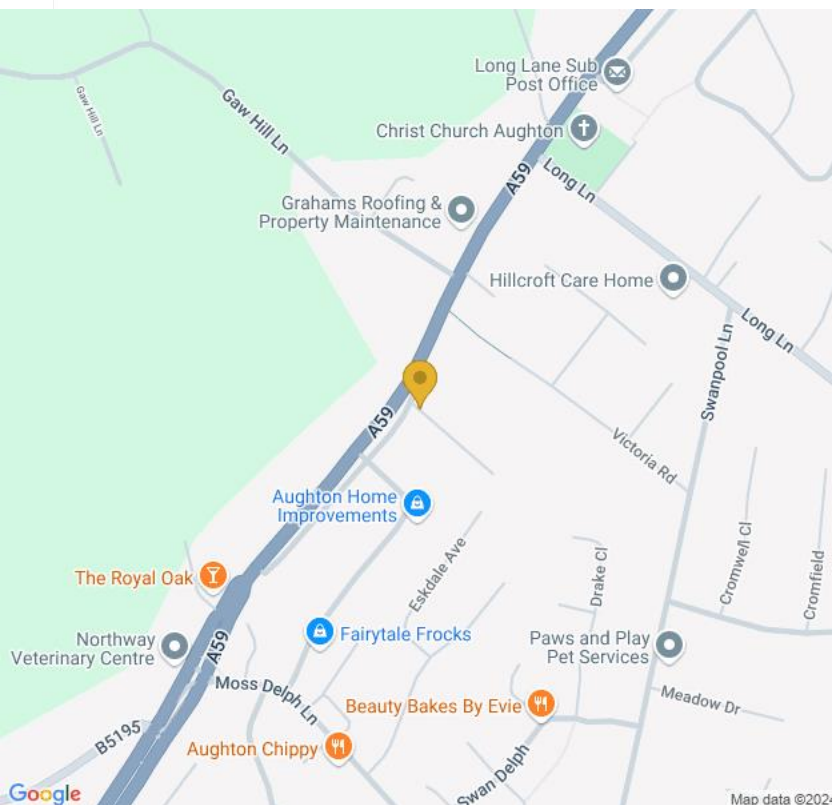 Long Lane Sub
Post Office
Gaw Hill Ln
Gaw Hill Ln
Christ Church Aughton
A59
Long Ln
Grahams Roofing &
Property Maintenance
Hillcroft Care Home
Long Ln
Swanpool Ln
A59
Victoria Rd
Aughton Home
Improvements
Eskdale Ave
Drake Cl
Cromwell Cl
Cromfield
The Royal Oak
Fairytale Frocks
Northway
Veterinary Centre
A59
Paws and Play
Pet Services
Moss Delph Ln
Meadow Dr
Beauty Bakes By Evie
B5195
Aughton Chippy
Swan Delph
Google
Map data ©2024